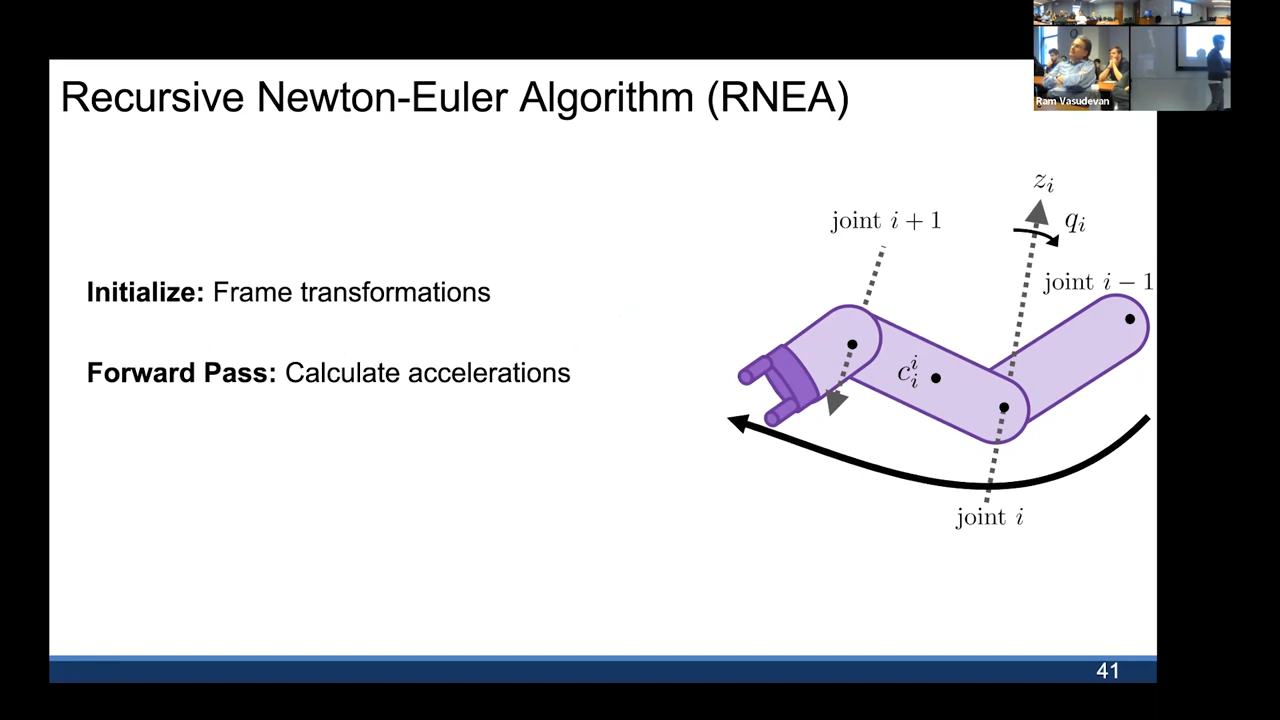 Recursive Newton-Euler Algorithm (RNEA)
Ram Vasudevan
z_i
joint i + 1
q_i
joint i − 1
Initialize: Frame transformations
Forward Pass: Calculate accelerations
c_i^i
joint i
41